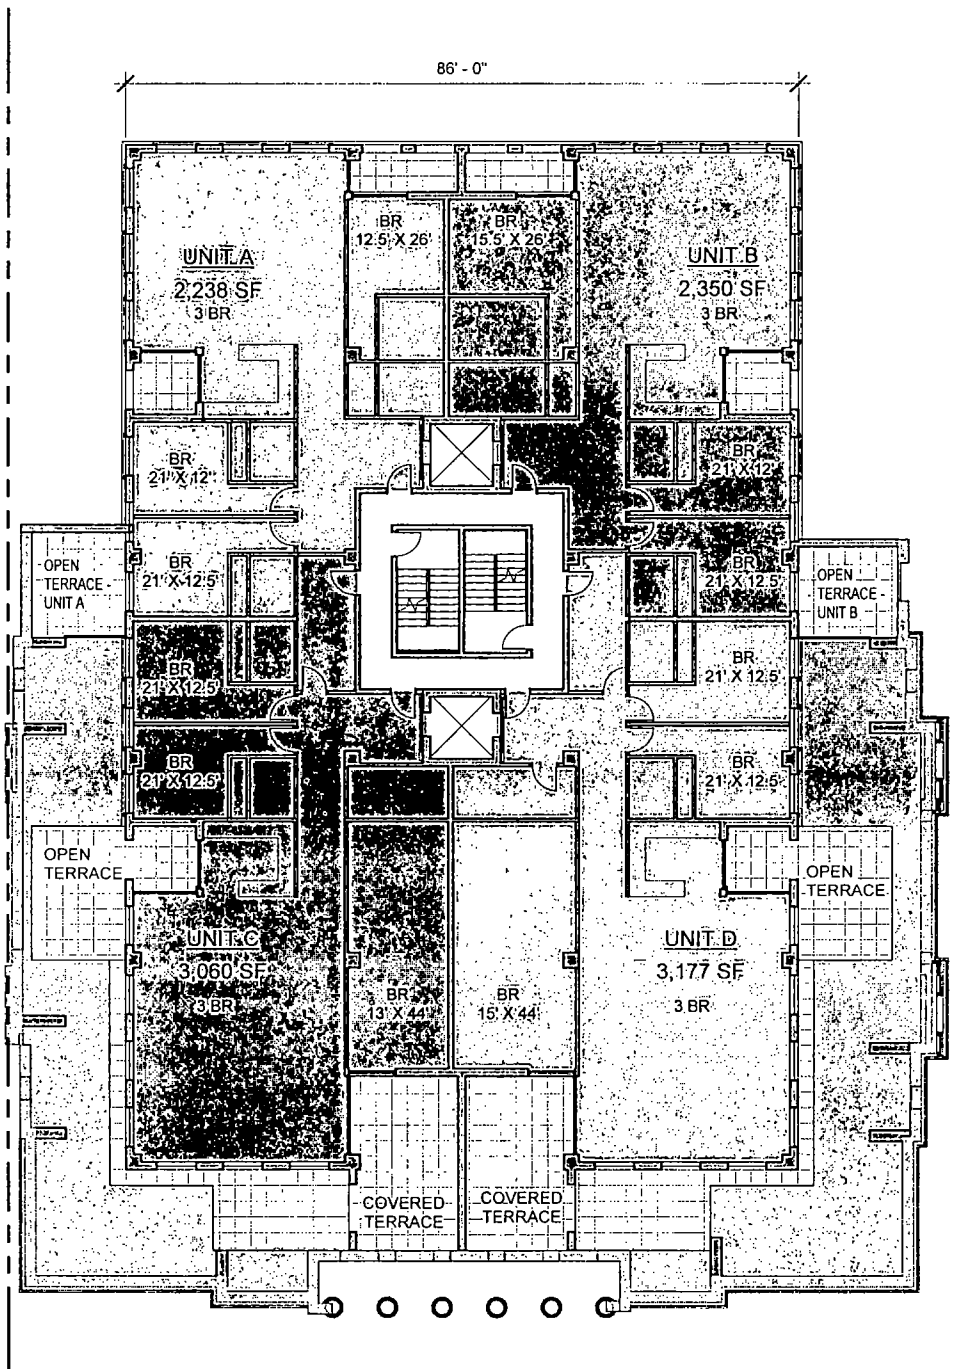 86' - 0"
UNIT A
2,238 SF
3 BR
BR
12.5' X 26'
BR
15.5' X 26'
UNIT B
2,350 SF
3 BR
BR
21' X 12'
BR
21' X 12'
BR
21' X 12.5'
BR
21' X 12.5'
OPEN
TERRACE -
UNIT A
OPEN
TERRACE -
UNIT B
BR
21' X 12.5'
BR
21' X 12.5'
BR
21' X 12.5'
BR
21' X 12.5'
OPEN
TERRACE
OPEN
TERRACE
UNIT C
3,060 SF
3 BR
BR
13' X 44'
BR
15' X 44'
UNIT D
3,177 SF
3 BR
COVERED
TERRACE
COVERED
TERRACE